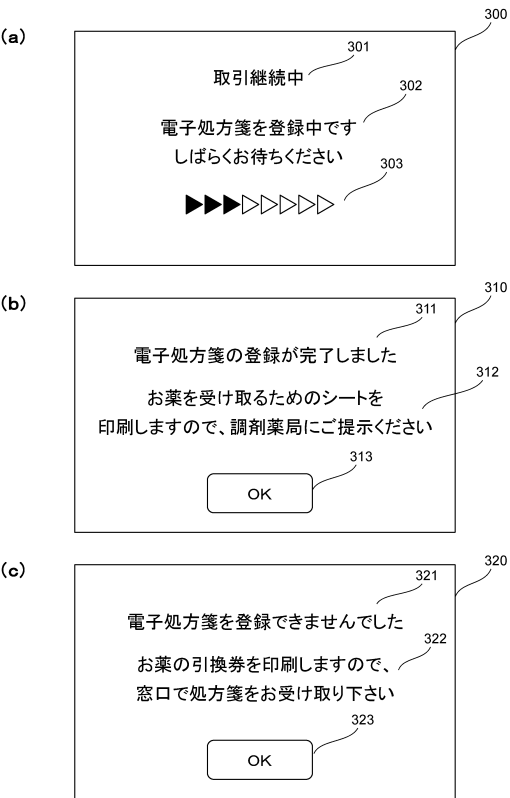 (a)
300
取引継続中
301
302
電子処方箋を登録中です
しばらくお待ちください
303
(b)
310
311
電子処方箋の登録が完了しました
312
お薬を受け取るためのシートを
印刷しますので、調剤薬局にご提示ください
313
OK
(c)
320
321
電子処方箋を登録できませんでした
322
お薬の引換券を印刷しますので、
窓口で処方箋をお受け取り下さい
323
OK